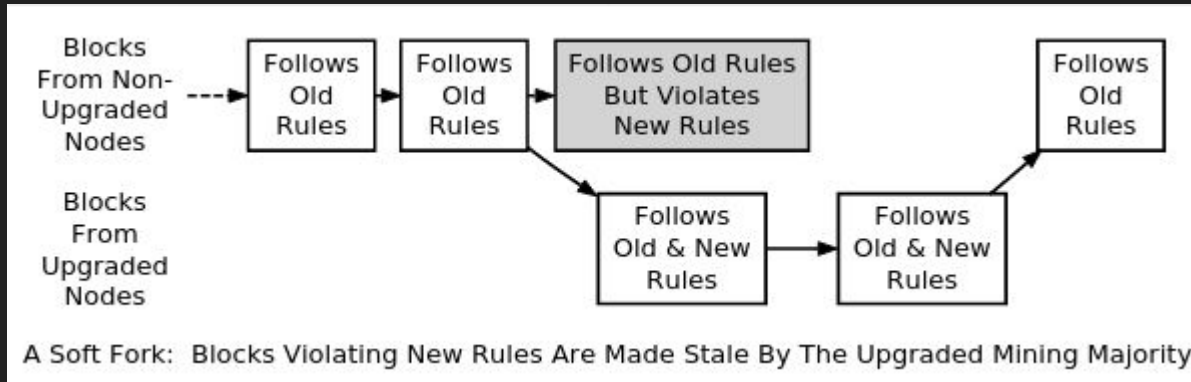 Blocks
From Non-
Upgraded
Nodes
Follows
Old
Rules
Follows
Old
Rules
Follows Old Rules
But Violates
New Rules
Follows
Old
Rules
Blocks
From
Upgraded
Nodes
Follows
Old & New
Rules
Follows
Old & New
Rules
A Soft Fork: Blocks Violating New Rules Are Made Stale By The Upgraded Mining Majority